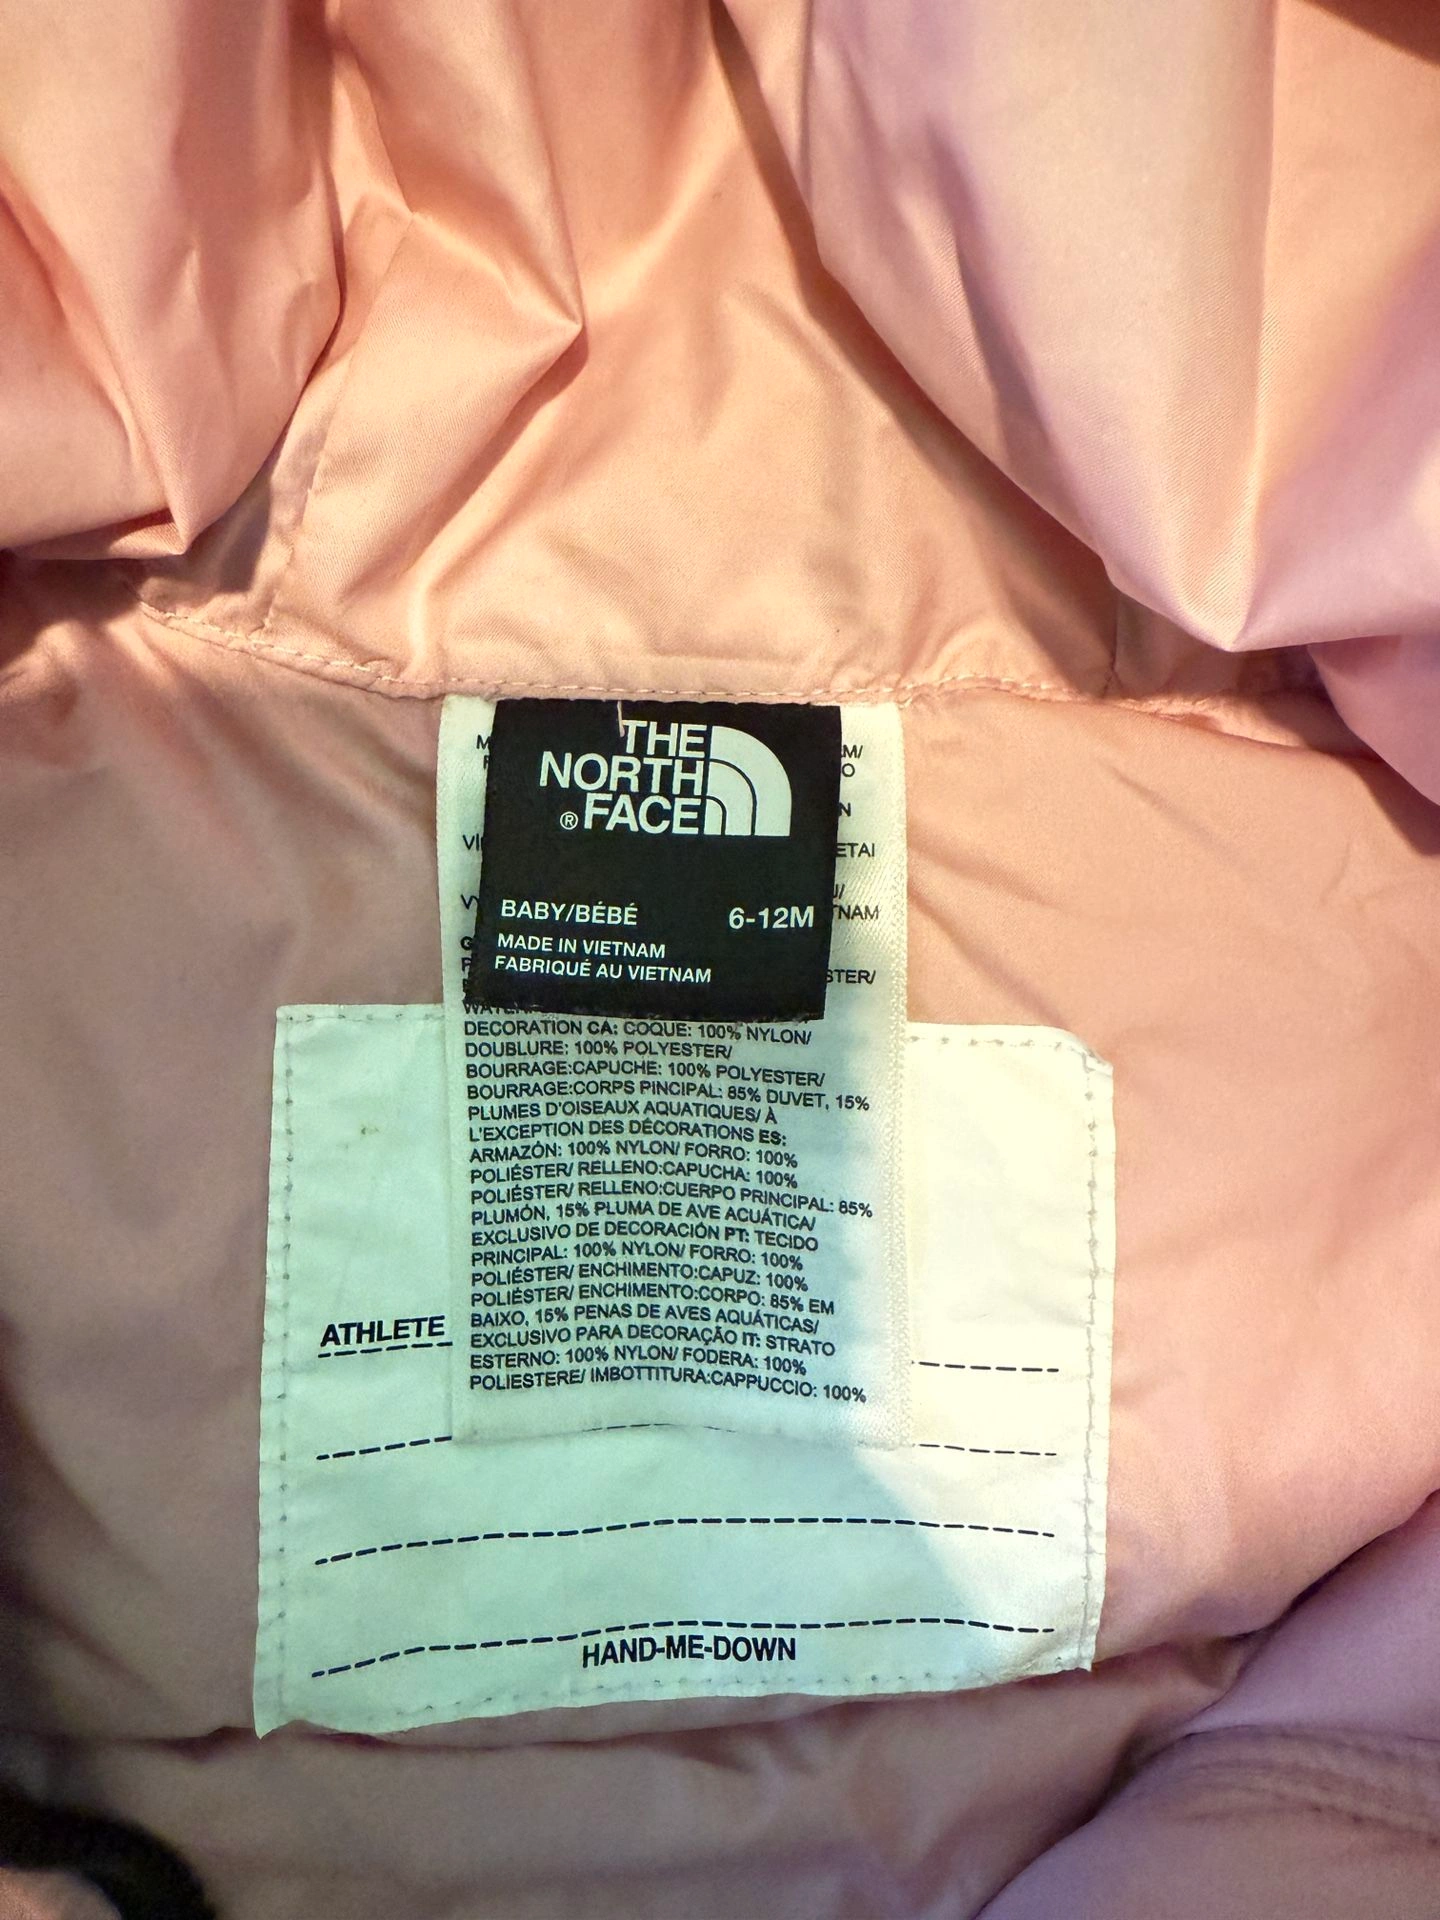 THE
NORTH
® FACE
BABY/BÉBÉ 6-12M
MADE IN VIETNAM
FABRIQUÉ AU VIETNAM
DECORATION CA: COQUE: 100% NYLON/
DOUBLURE: 100% POLYESTER/
BOURRAGE:CAPUCHE: 100% POLYESTER/
BOURRAGE:CORPS PINCIPAL: 85% DUVET, 15%
PLUMES D'OISEAUX AQUATIQUES/ À
L'EXCEPTION DES DÉCORATIONS ES:
ARMAZÓN: 100% NYLON/ FORRO: 100%
POLIÉSTER/ RELLENO:CAPUCHA: 100%
POLIÉSTER/ RELLENO:CUERPO PRINCIPAL: 85%
PLUMÓN, 15% PLUMA DE AVE ACUÁTICA/
EXCLUSIVO DE DECORACIÓN PT: TECIDO
PRINCIPAL: 100% NYLON/ FORRO: 100%
POLIÉSTER/ ENCHIMENTO:CAPUZ: 100%
POLIÉSTER/ ENCHIMENTO:CORPO: 85% EM
BAIXO, 15% PENAS DE AVES AQUÁTICAS/
EXCLUSIVO PARA DECORAÇÃO IT: STRATO
ESTERNO: 100% NYLON/ FODERA: 100%
POLIESTERE/ IMBOTTITURA:CAPPUCCIO: 100%
ATHLETE
HAND-ME-DOWN